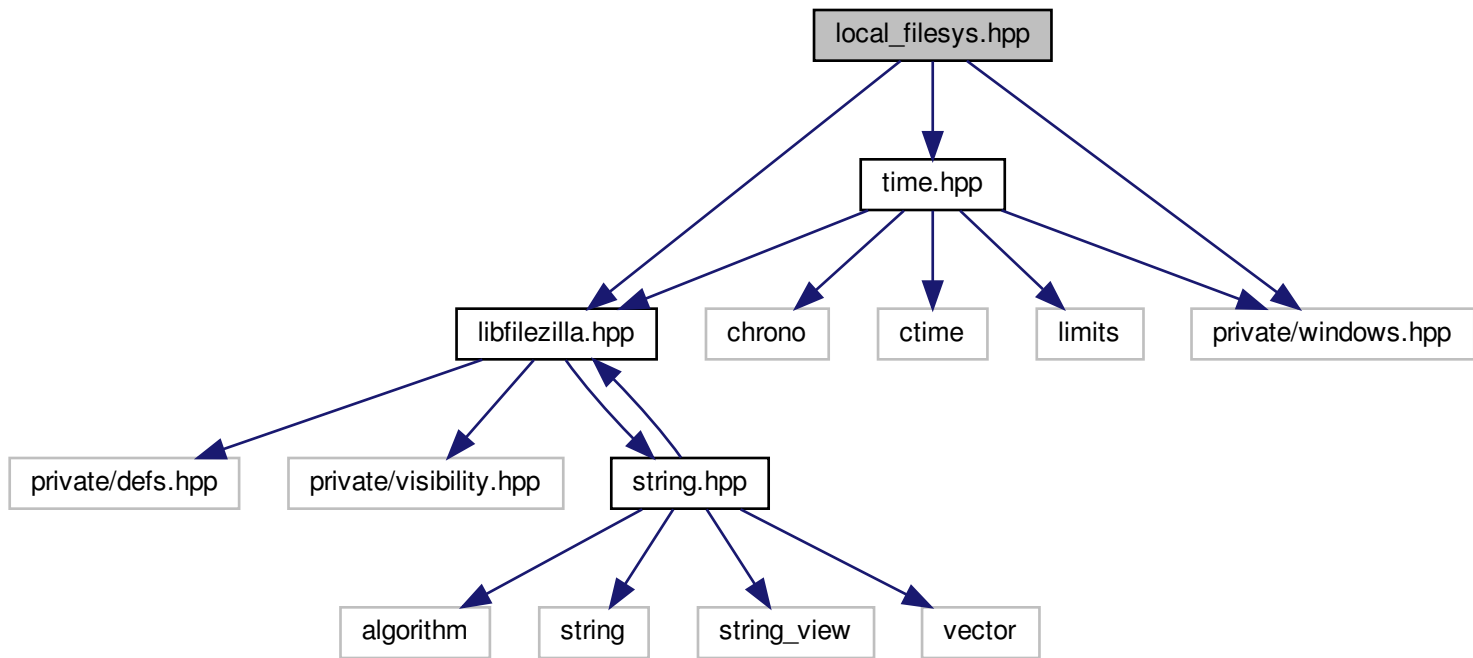 local_filesys.hpp
time.hpp
libfilezilla.hpp
chrono
ctime
limits
private/windows.hpp
private/defs.hpp
private/visibility.hpp
string.hpp
algorithm
string
string_view
vector